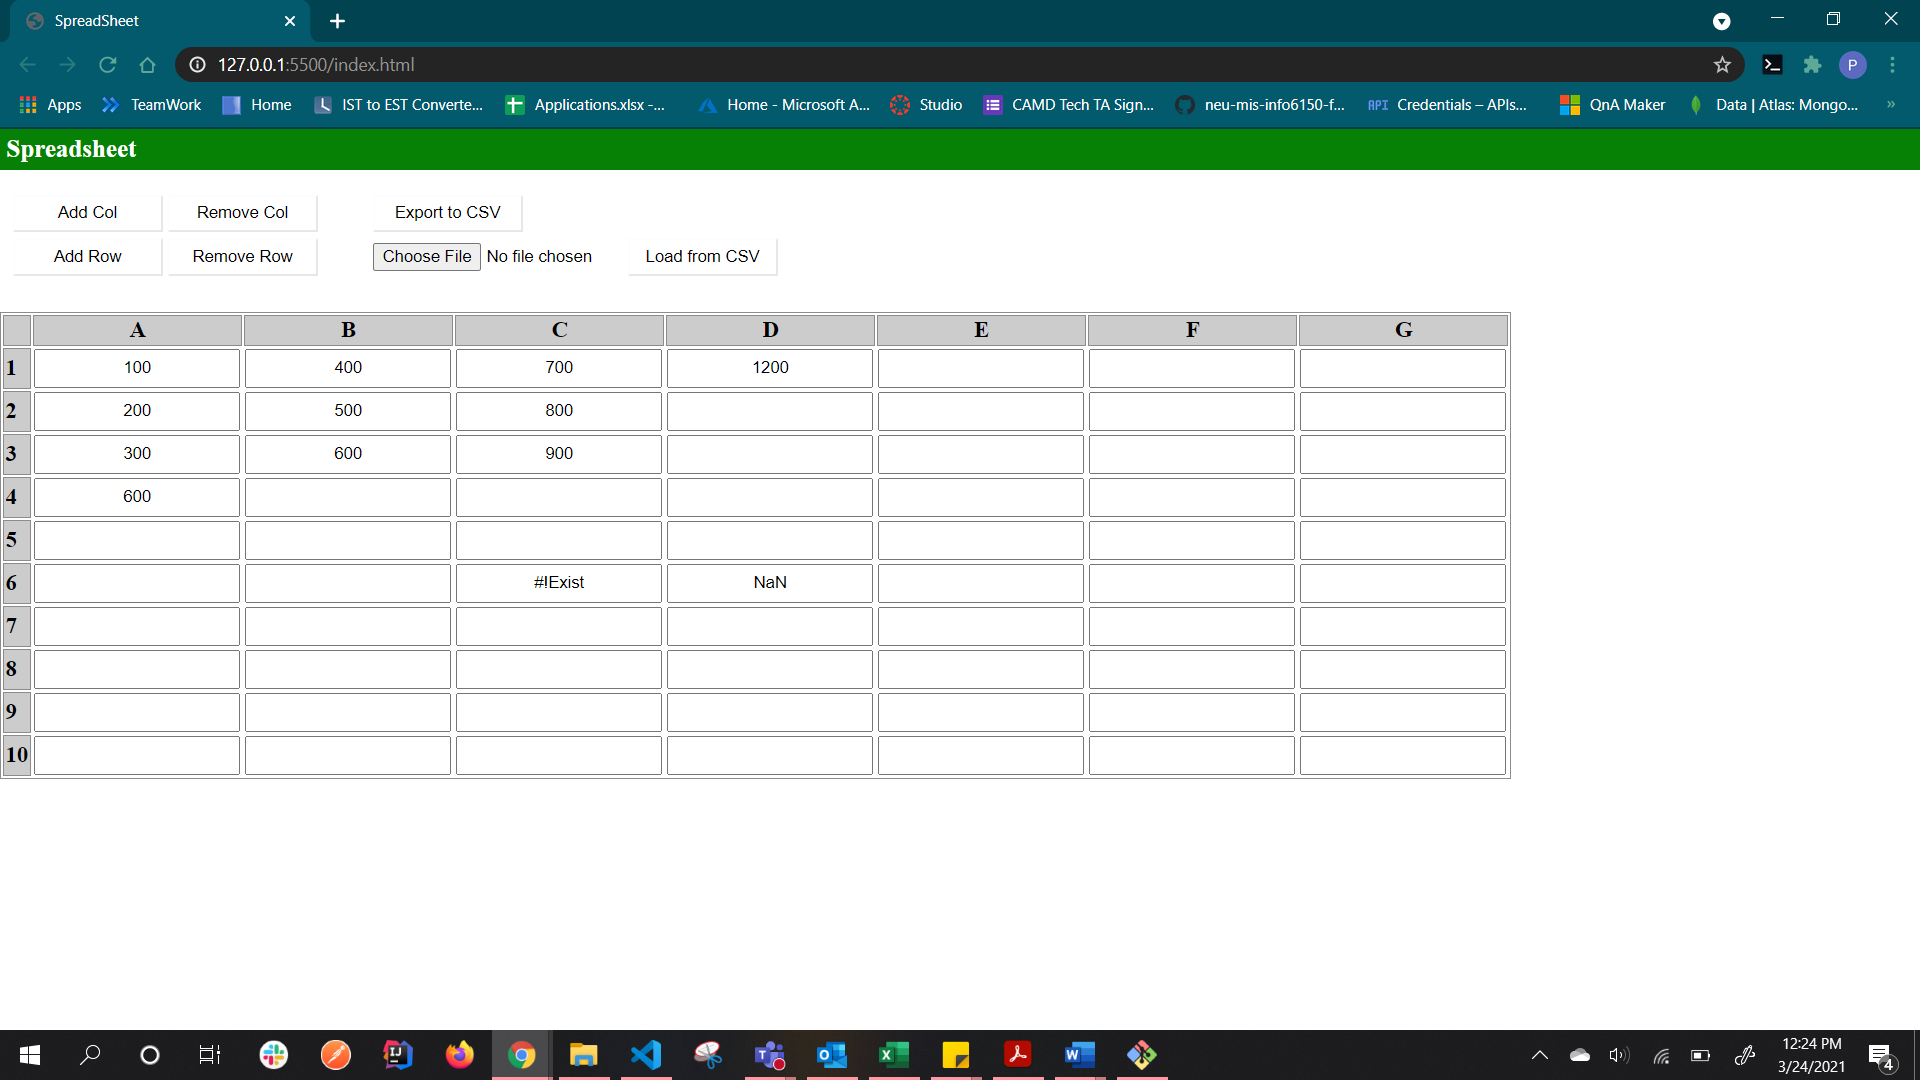 SpreadSheet
127.0.0.1:5500/index.html
P
Apps TeamWork Home IST to EST Converte... Applications.xlsx -... Home - Microsoft A... Studio CAMD Tech TA Sign... neu-mis-info6150-f... API Credentials – APIs... QnA Maker Data | Atlas: Mongo... »
Spreadsheet
Add Col Remove Col Export to CSV
Add Row Remove Row Choose File No file chosen Load from CSV
A B C D E F G
1 100 400 700 1200
2 200 500 800
3 300 600 900
4 600
5
6 #!Exist NaN
7
8
9
10
12:24 PM
3/24/2021
4